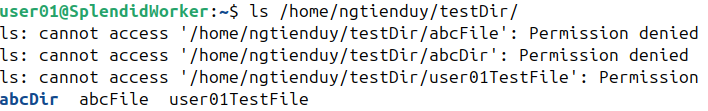 user01@SplendidWorker:~$ ls /home/ngtienduy/testDir/
ls: cannot access '/home/ngtienduy/testDir/abcFile': Permission denied
ls: cannot access '/home/ngtienduy/testDir/abcDir': Permission denied
ls: cannot access '/home/ngtienduy/testDir/user01TestFile': Permission
abcDir  abcFile  user01TestFile